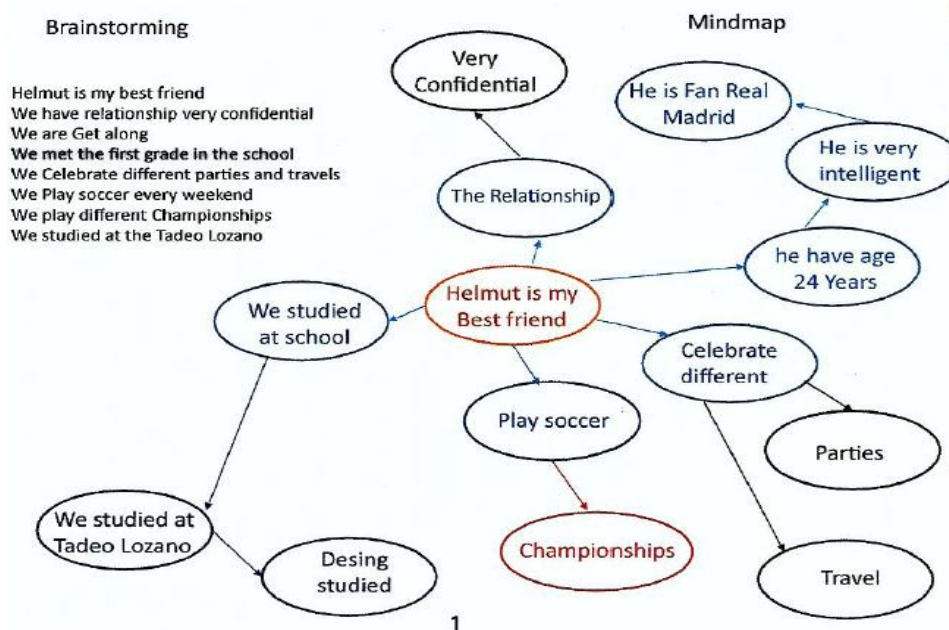 Brainstorming
Mindmap
Helmut is my best friend
We have relationship very confidential
We are Get along
We met the first grade in the school
We Celebrate different parties and travels
We Play soccer every weekend
We play different Championships
We studied at the Tadeo Lozano
Very
Confidential
He is Fan Real
Madrid
He is very
intelligent
The Relationship
he have age
24 Years
Helmut is my
Best friend
We studied
at school
Celebrate
different
Play soccer
Parties
We studied at
Tadeo Lozano
Desing
studied
Championships
Travel
1